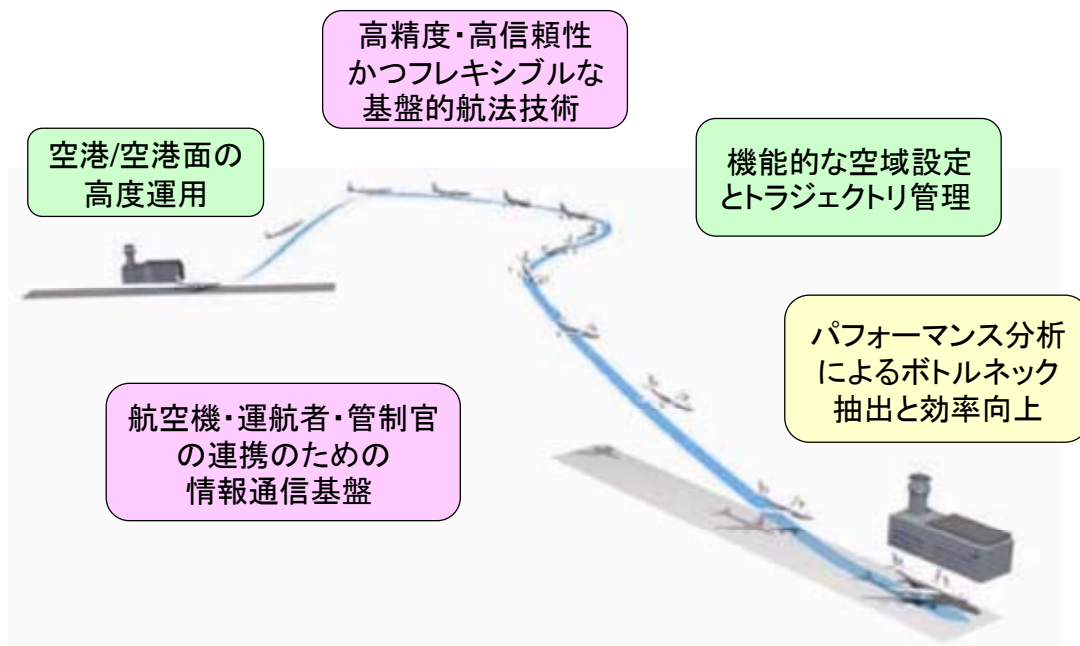 高精度・高信頼性
かつフレキシブルな
基盤的航法技術
空港/空港面の
高度運用
機能的な空域設定
とトラジェクトリ管理
パフォーマンス分析
によるボトルネック
抽出と効率向上
航空機・運航者・管制官
の連携のための
情報通信基盤